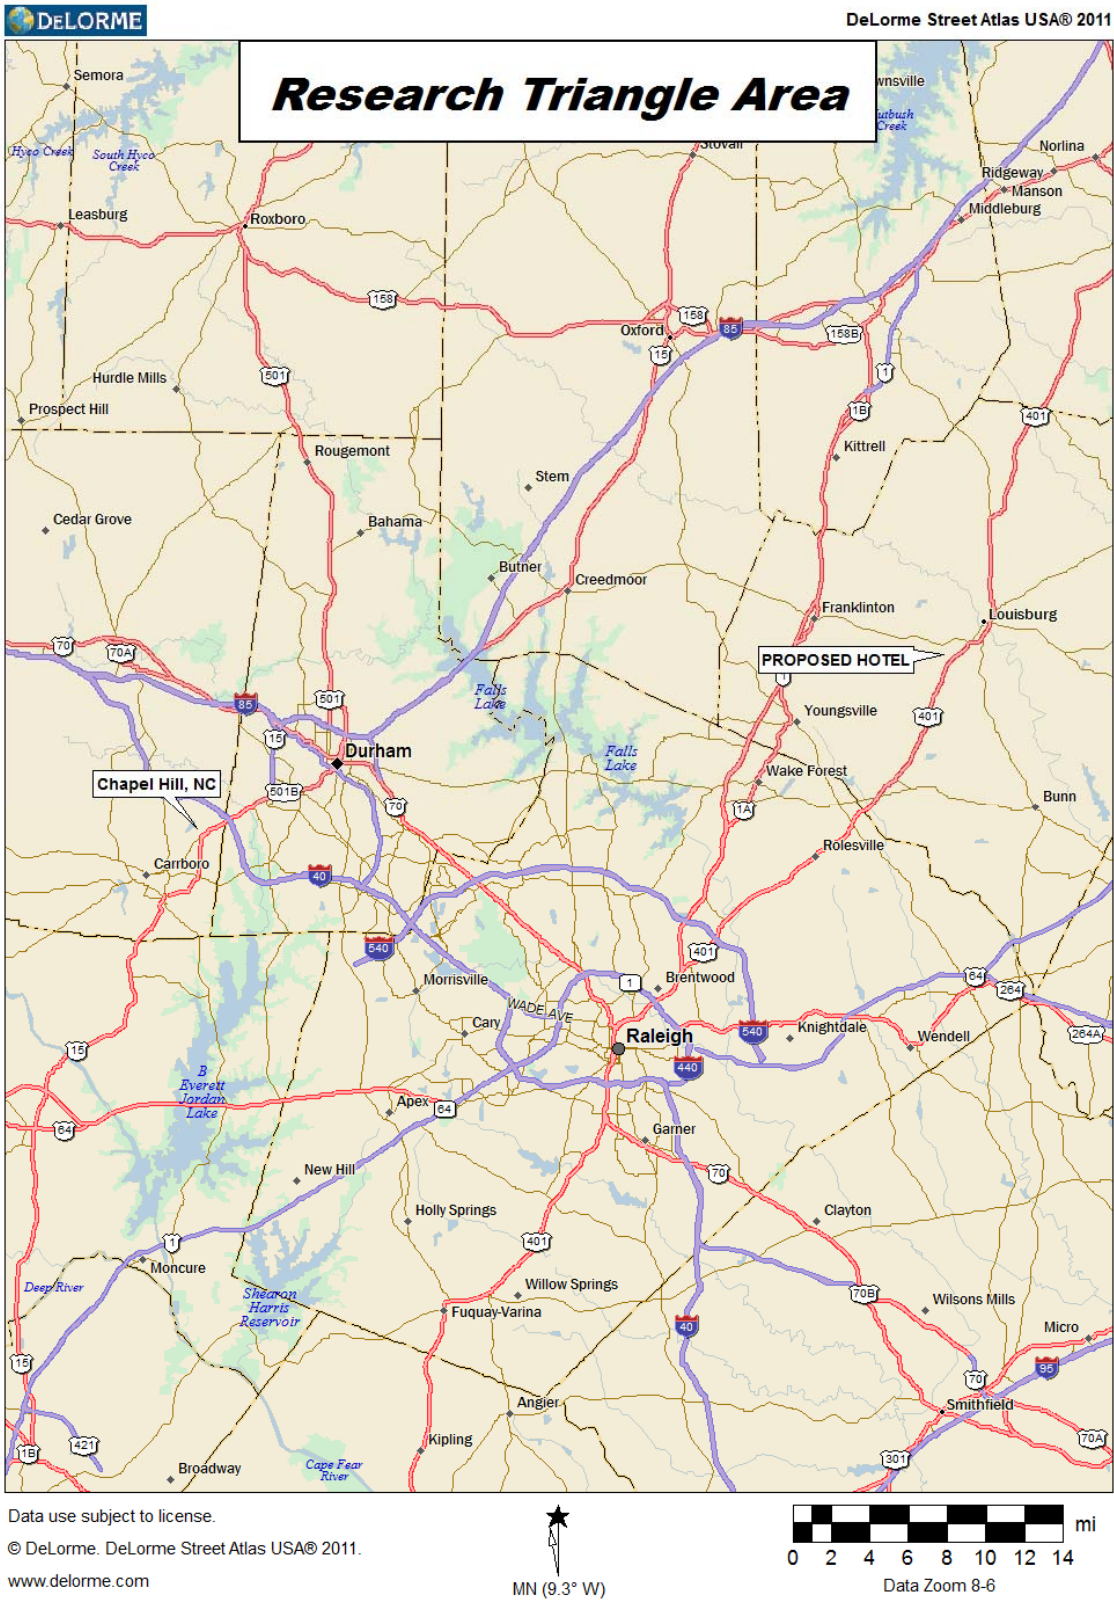 DELORME
DeLorme Street Atlas USA® 2011
Research Triangle Area
Semora
Hyco Creek
South Hyco
Creek
Leasburg
Roxboro
Stovall
Norlina
Ridgeway
Manson
Middleburg
158
158
Oxford
85
158B
15
1
1B
401
501
Hurdle Mills
Prospect Hill
Rougemont
Kittrell
Stem
Cedar Grove
Bahama
Butner
Creedmoor
Franklinton
Louisburg
70
70A
PROPOSED HOTEL
1
85
501
Falls
Lake
Youngsville
401
15
Durham
Falls
Lake
Wake Forest
Chapel Hill, NC
501B
70
1A
Bunn
Rolesville
Carrboro
40
540
401
Morrisville
1
Brentwood
64
264
WADE AVE
Cary
Raleigh
540
Knightdale
Wendell
264A
15
440
B
Everett
Jordan
Lake
Apex
64
64
Garner
70
New Hill
Holly Springs
Clayton
1
401
Moncure
Deep River
Shearon
Harris
Reservoir
Willow Springs
Fuquay-Varina
70B
Wilsons Mills
40
Micro
15
95
70
Angier
Smithfield
1B
421
Kipling
70A
301
Broadway
Cape Fear
River
Data use subject to license.
© DeLorme. DeLorme Street Atlas USA® 2011.
www.delorme.com
MN (9.3° W)
mi
0 2 4 6 8 10 12 14
Data Zoom 8-6